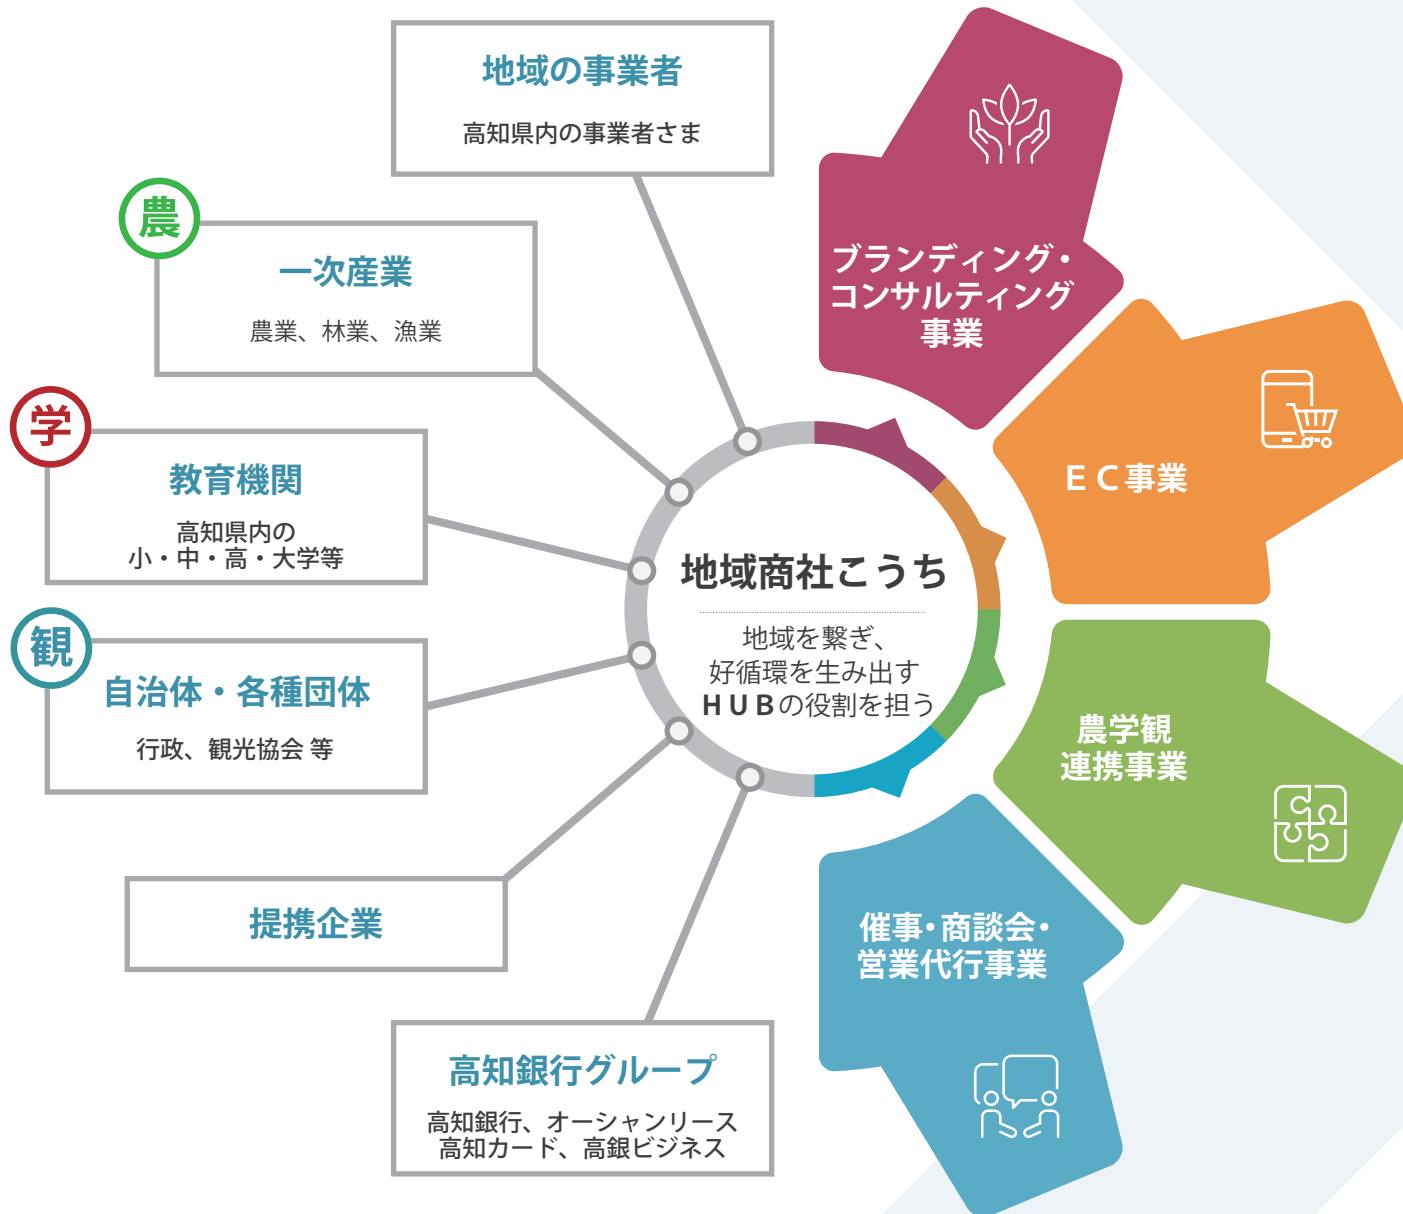 地域の事業者
高知県内の事業者さま
農
一次産業
農業、林業、漁業
学
教育機関
高知県内の
小・中・高・大学等
観
自治体・各種団体
行政、観光協会 等
提携企業
高知銀行グループ
高知銀行、オーシャンリース
高知カード、高銀ビジネス
地域商社こうち
地域を繋ぎ、
好循環を生み出す
HUBの役割を担う
ブランディング・
コンサルティング
事業
EC事業
農学観
連携事業
催事・商談会・
営業代行事業